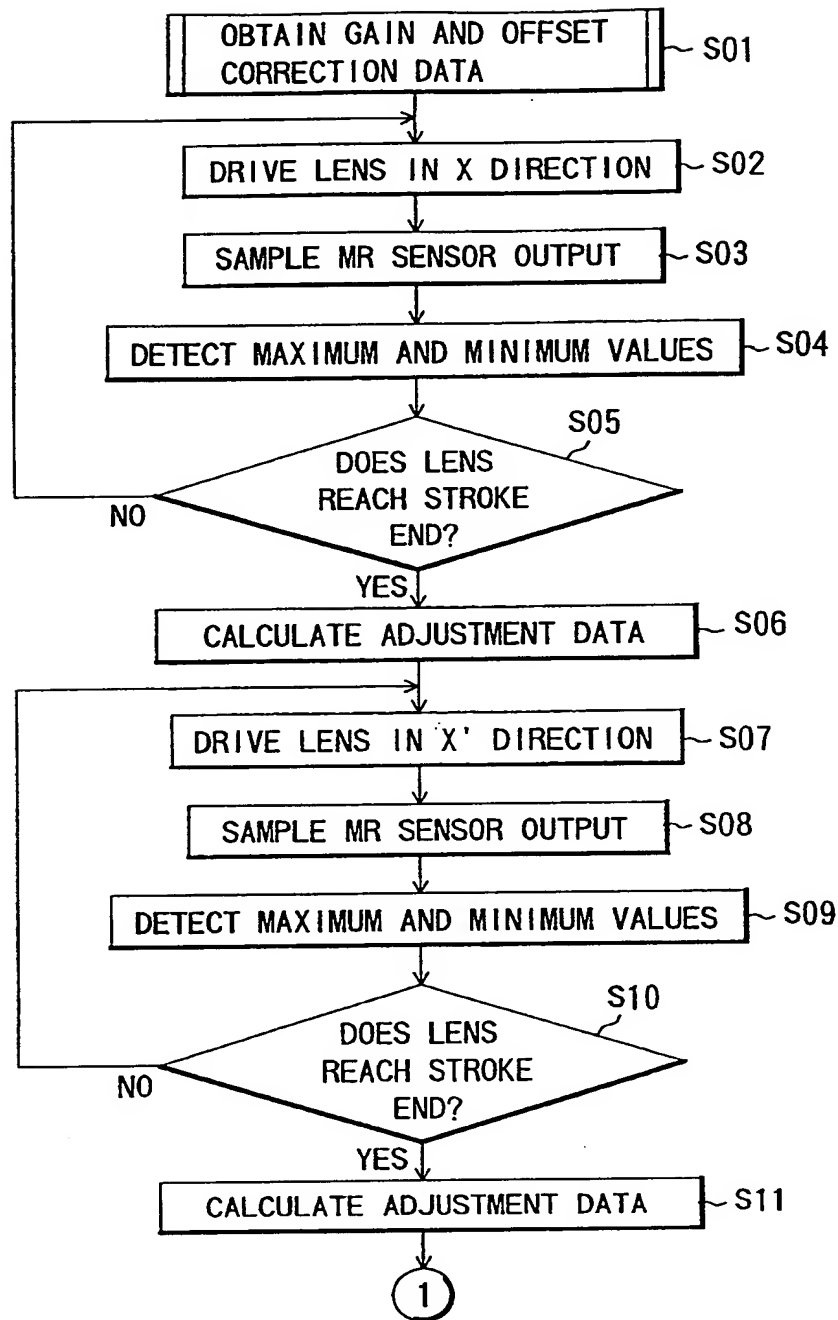 OBTAIN GAIN AND OFFSET
CORRECTION DATA
S01
DRIVE LENS IN X DIRECTION
S02
SAMPLE MR SENSOR OUTPUT
S03
DETECT MAXIMUM AND MINIMUM VALUES
S04
S05
DOES LENS
REACH STROKE
END?
NO
YES
CALCULATE ADJUSTMENT DATA
S06
DRIVE LENS IN X' DIRECTION
S07
SAMPLE MR SENSOR OUTPUT
S08
DETECT MAXIMUM AND MINIMUM VALUES
S09
S10
DOES LENS
REACH STROKE
END?
NO
YES
CALCULATE ADJUSTMENT DATA
S11
1